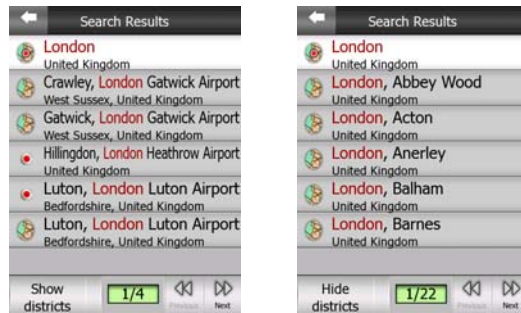 Search Results
London
United Kingdom
Crawley, London Gatwick Airport
West Sussex, United Kingdom
Gatwick, London Gatwick Airport
West Sussex, United Kingdom
Hillingdon, London Heathrow Airport
United Kingdom
Luton, London Luton Airport
Bedfordshire, United Kingdom
Luton, London Luton Airport
Bedfordshire, United Kingdom
Show
districts
1/4
Previous
Next
Search Results
London
United Kingdom
London, Abbey Wood
United Kingdom
London, Acton
United Kingdom
London, Anerley
United Kingdom
London, Balham
United Kingdom
London, Barnes
United Kingdom
Hide
districts
1/22
Previous
Next